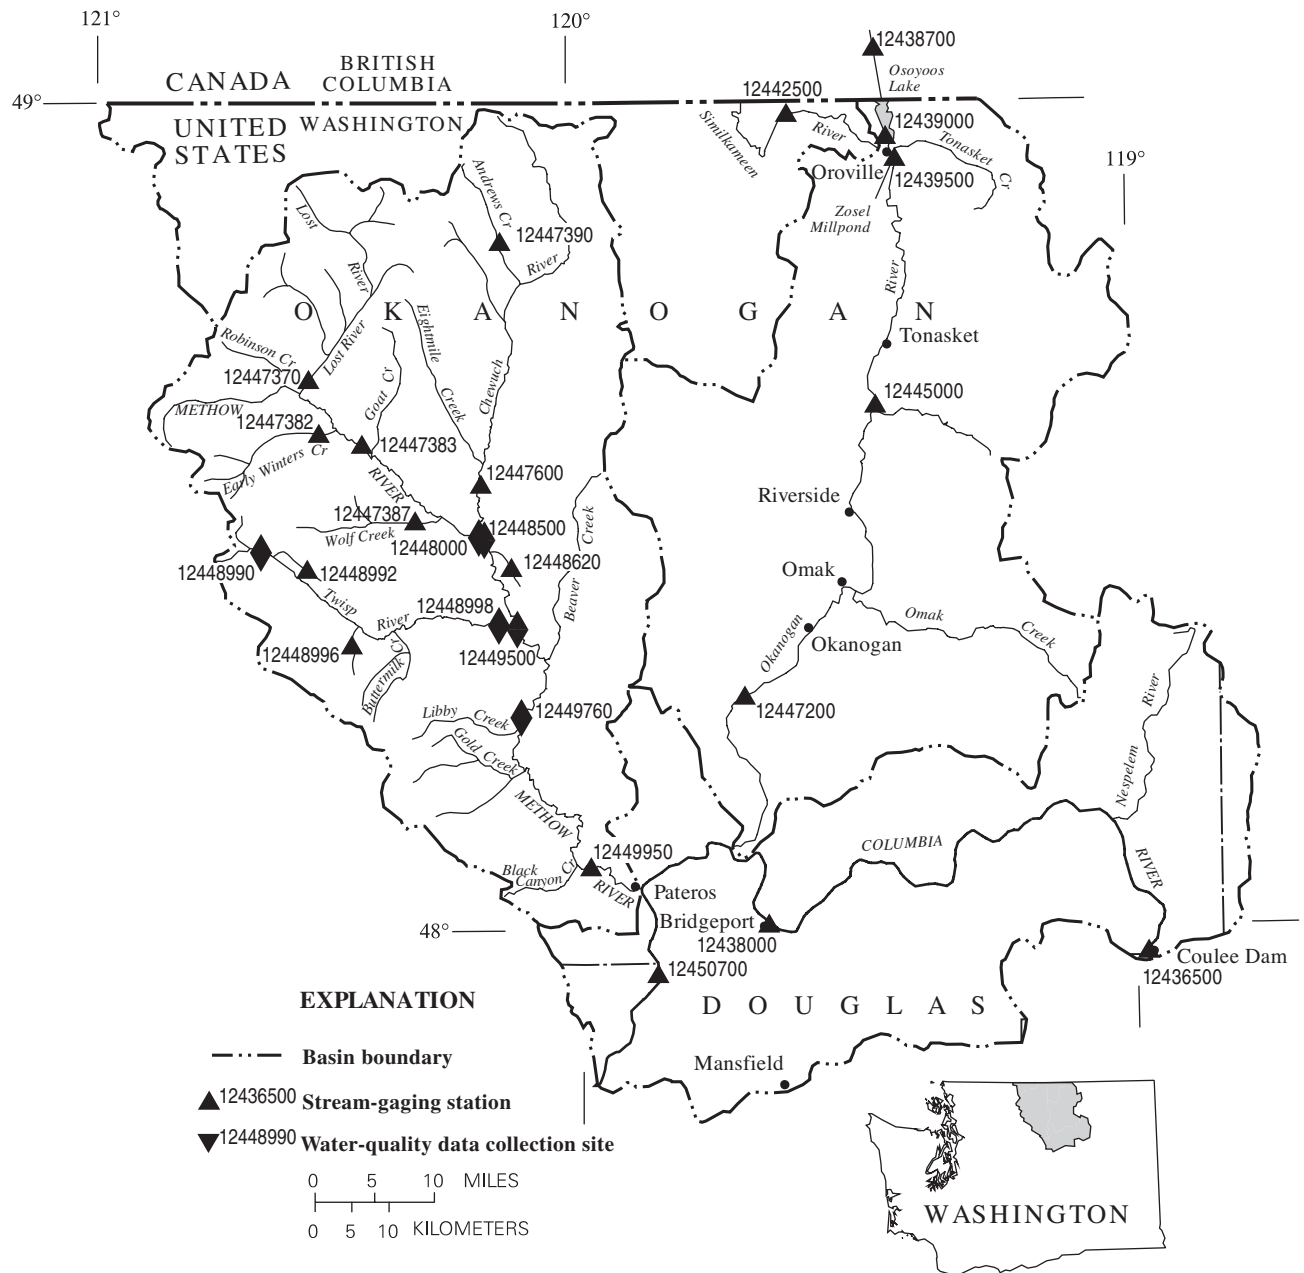 121°
120°
12438700
Osoyoos
Lake
BRITISH
COLUMBIA
CANADA
49°
UNITED
STATES
WASHINGTON
12442500
Similkameen
River
12439000
Tonasket
Cr
119°
Oroville
12439500
Zosel
Millpond
Andrews Cr
12447390
River
Lost
River
River
O K A N O G A N
Eightmile
Creek
Robinson Cr
Lost River
Goat Cr
Chewuch
Tonasket
12447370
METHOW
12447382
12445000
Early Winters Cr
12447383
RIVER
12447600
Riverside
12447387
Wolf Creek
12448000
12448500
Creek
Beaver
12448990
12448992
12448620
Omak
Twisp
River
12448998
Omak
Creek
Okanogan
Okanogan
12448996
Buttermilk Cr
12449500
12449760
12447200
River
Nespelem
Libby Creek
Gold Creek
METHOW
COLUMBIA
RIVER
12449950
Black
Canyon Cr
RIVER
Pateros
Bridgeport
12438000
48°
Coulee Dam
12436500
12450700
D O U G L A S
Mansfield
EXPLANATION
Basin boundary
12436500 Stream-gaging station
12448990 Water-quality data collection site
0 5 10 MILES
0 5 10 KILOMETERS
WASHINGTON